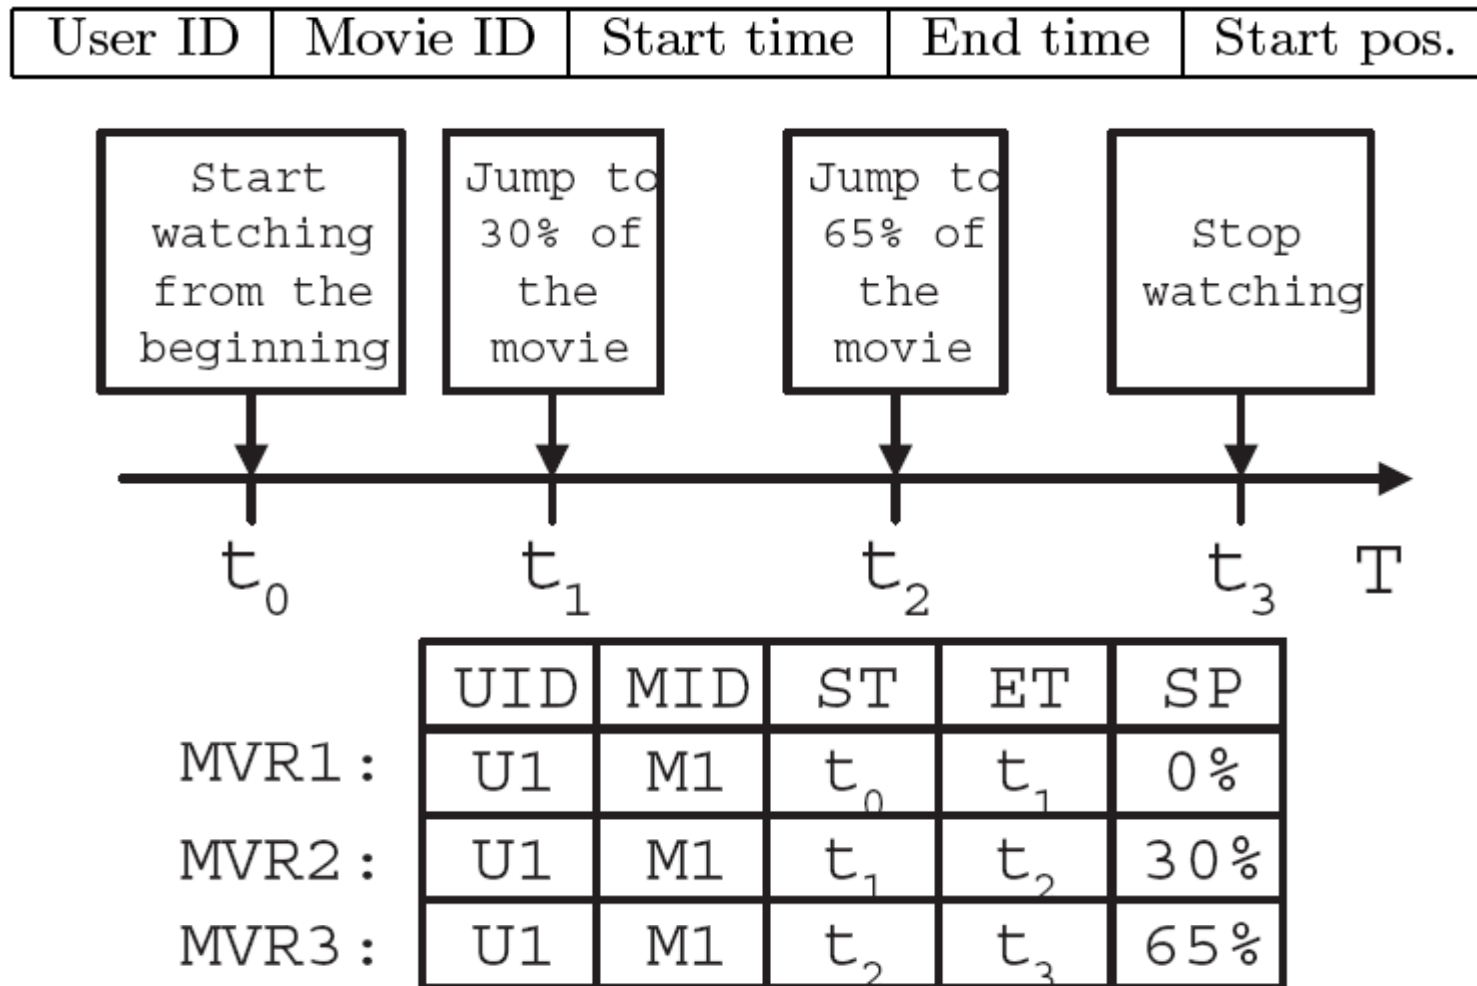 User ID Movie ID Start time End time Start pos.
Start watching from the beginning
Jump to 30% of the movie
Jump to 65% of the movie
Stop watching
t0 t1 t2 t3 T
UID MID ST ET SP
MVR1: U1 M1 t0 t1 0%
MVR2: U1 M1 t1 t2 30%
MVR3: U1 M1 t2 t3 65%